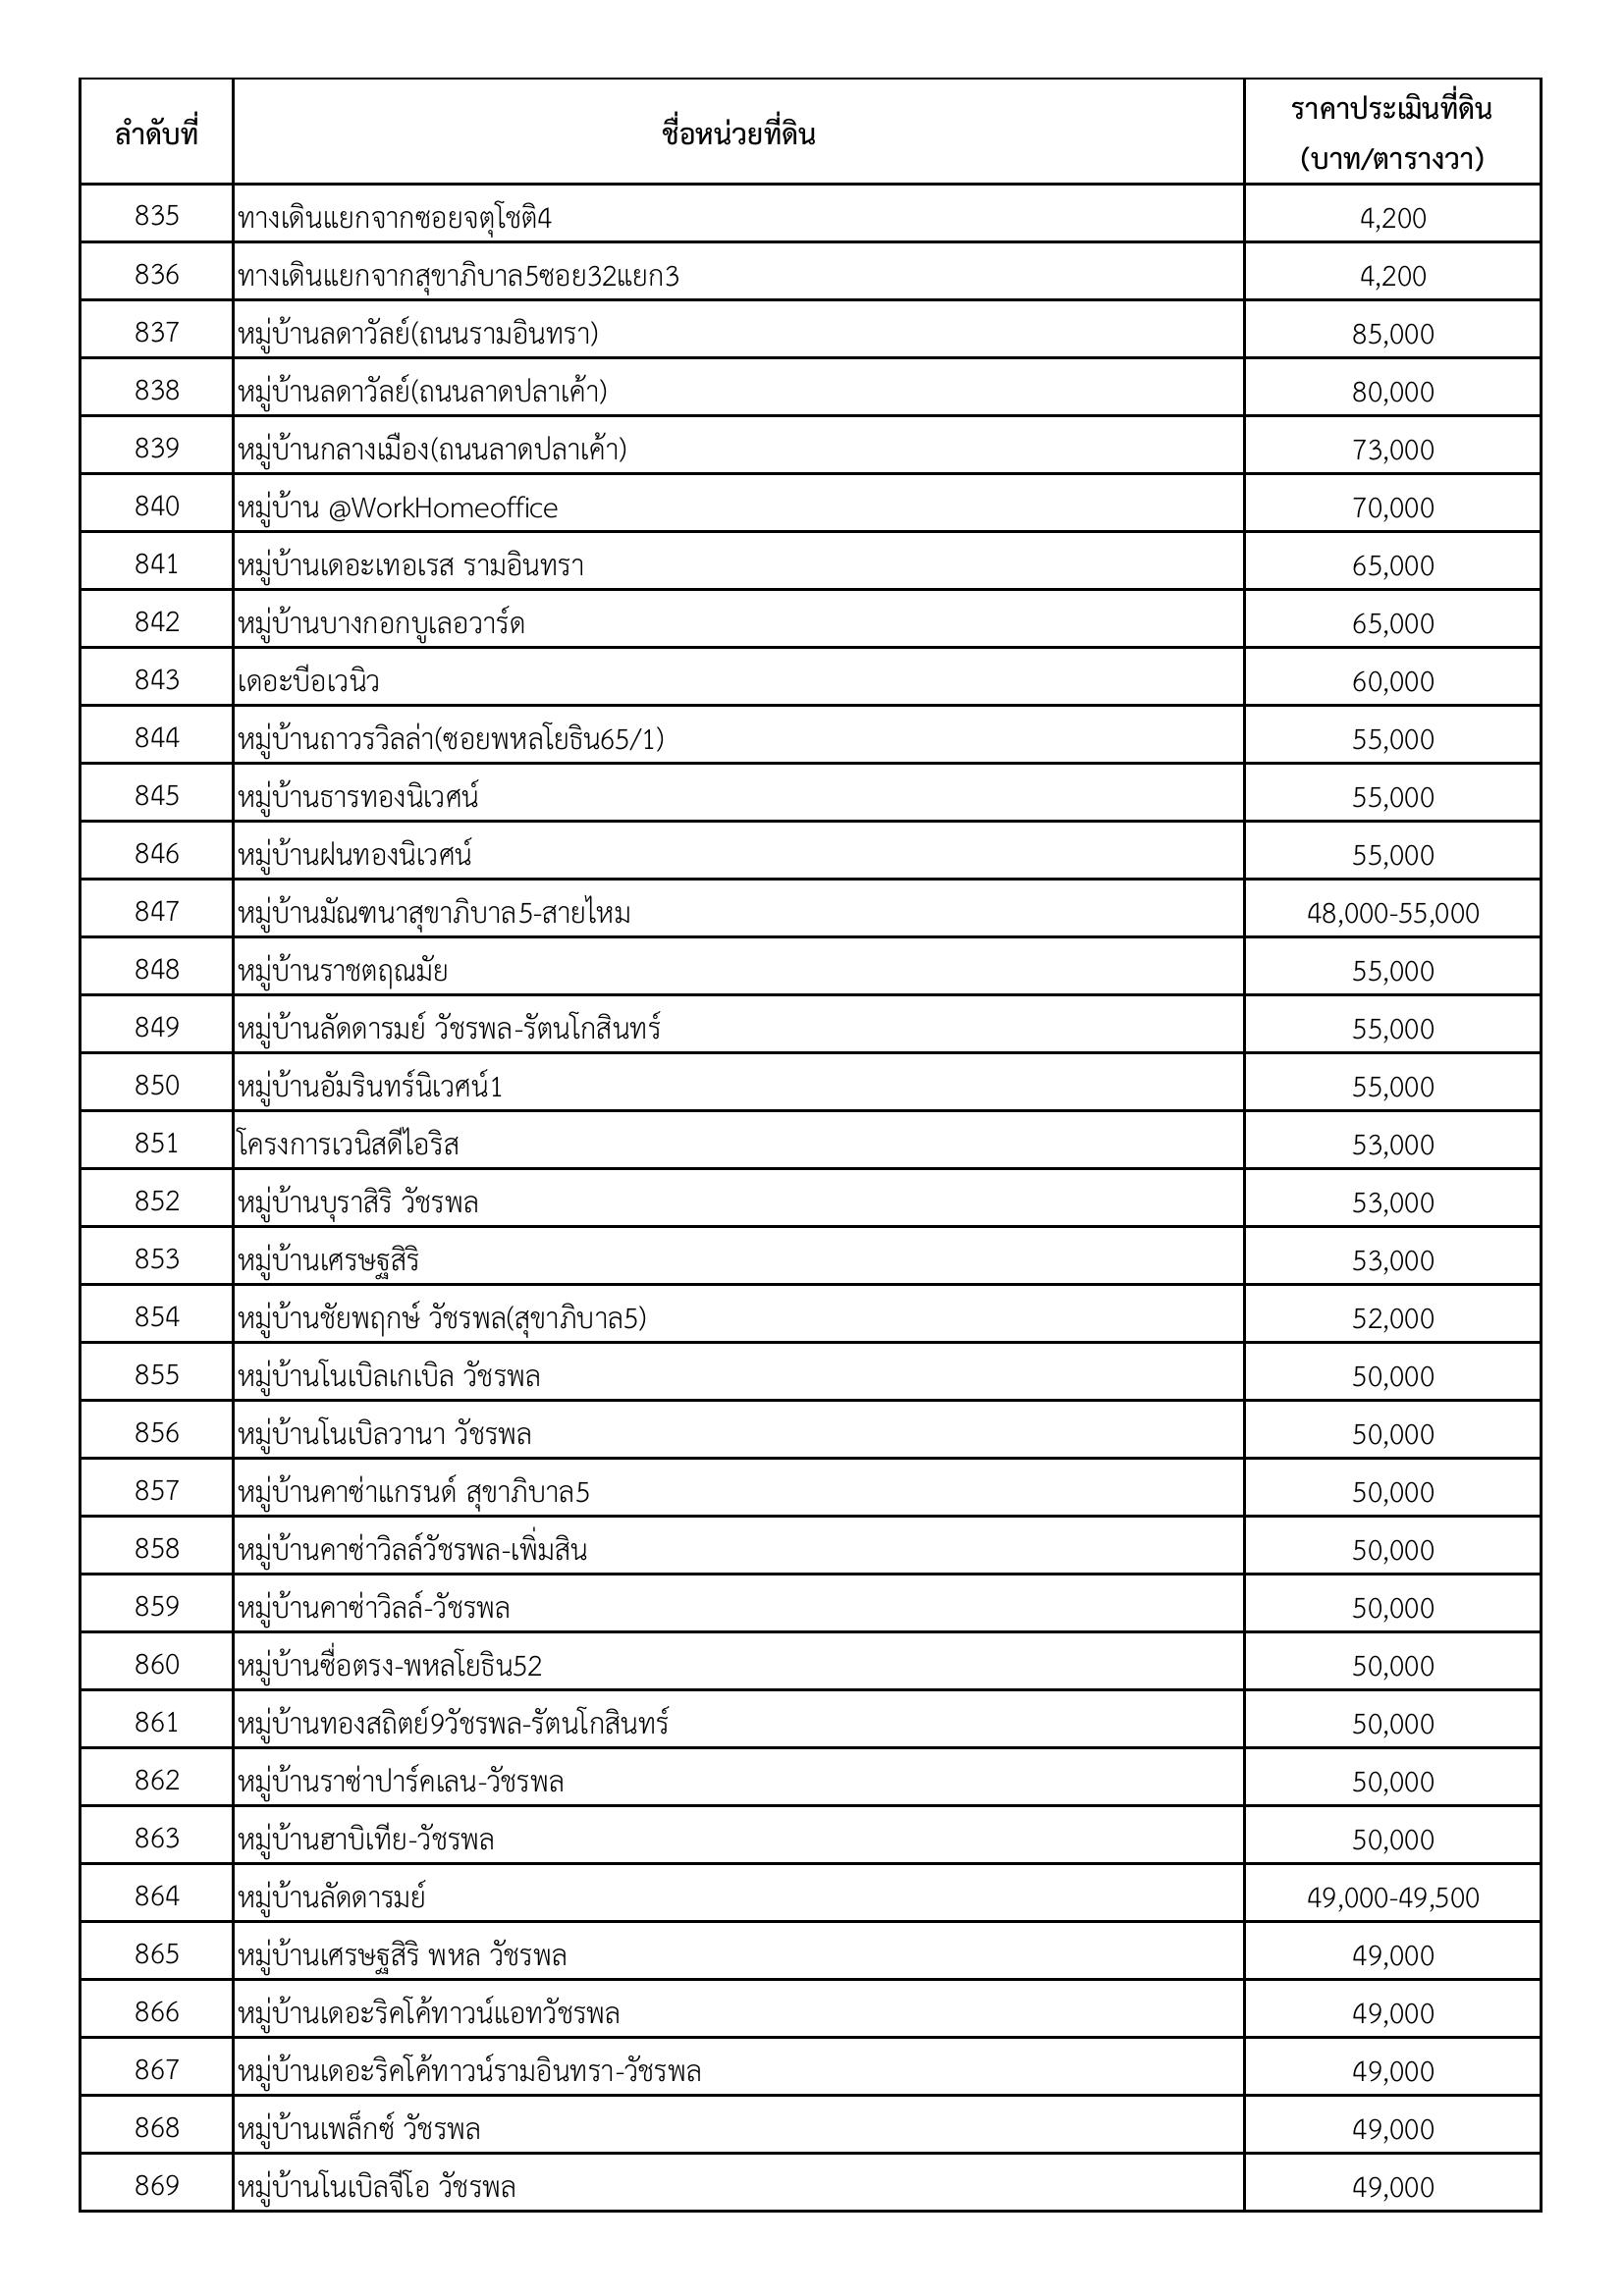 ลำดับที่ ชื่อหน่วยที่ดิน ราคาประเมินที่ดิน
(บาท/ตารางวา)
835 ทางเดินแยกจากซอยจตุโชติ4 4,200
836 ทางเดินแยกจากสุขาภิบาล5ซอย32แยก3 4,200
837 หมู่บ้านลดาวัลย์(ถนนรามอินทรา) 85,000
838 หมู่บ้านลดาวัลย์(ถนนลาดปลาเค้า) 80,000
839 หมู่บ้านกลางเมือง(ถนนลาดปลาเค้า) 73,000
840 หมู่บ้าน @WorkHomeoffice 70,000
841 หมู่บ้านเดอะเทอเรส รามอินทรา 65,000
842 หมู่บ้านบางกอกบูเลอวาร์ด 65,000
843 เดอะบีอเวนิว 60,000
844 หมู่บ้านถาวรวิลล่า(ซอยพหลโยธิน65/1) 55,000
845 หมู่บ้านธารทองนิเวศน์ 55,000
846 หมู่บ้านฝนทองนิเวศน์ 55,000
847 หมู่บ้านมัณฑนาสุขาภิบาล5-สายไหม 48,000-55,000
848 หมู่บ้านราชตฤณมัย 55,000
849 หมู่บ้านลัดดารมย์ วัชรพล-รัตนโกสินทร์ 55,000
850 หมู่บ้านอัมรินทร์นิเวศน์1 55,000
851 โครงการเวนิสดีไอริส 53,000
852 หมู่บ้านบุราสิริ วัชรพล 53,000
853 หมู่บ้านเศรษฐสิริ 53,000
854 หมู่บ้านชัยพฤกษ์ วัชรพล(สุขาภิบาล5) 52,000
855 หมู่บ้านโนเบิลเกเบิล วัชรพล 50,000
856 หมู่บ้านโนเบิลวานา วัชรพล 50,000
857 หมู่บ้านคาซ่าแกรนด์ สุขาภิบาล5 50,000
858 หมู่บ้านคาซ่าวิลล์วัชรพล-เพิ่มสิน 50,000
859 หมู่บ้านคาซ่าวิลล์-วัชรพล 50,000
860 หมู่บ้านซื่อตรง-พหลโยธิน52 50,000
861 หมู่บ้านทองสถิตย์9วัชรพล-รัตนโกสินทร์ 50,000
862 หมู่บ้านราซ่าปาร์คเลน-วัชรพล 50,000
863 หมู่บ้านฮาบิเทีย-วัชรพล 50,000
864 หมู่บ้านลัดดารมย์ 49,000-49,500
865 หมู่บ้านเศรษฐสิริ พหล วัชรพล 49,000
866 หมู่บ้านเดอะริคโค้ทาวน์แอทวัชรพล 49,000
867 หมู่บ้านเดอะริคโค้ทาวน์รามอินทรา-วัชรพล 49,000
868 หมู่บ้านเพล็กซ์ วัชรพล 49,000
869 หมู่บ้านโนเบิลจีโอ วัชรพล 49,000